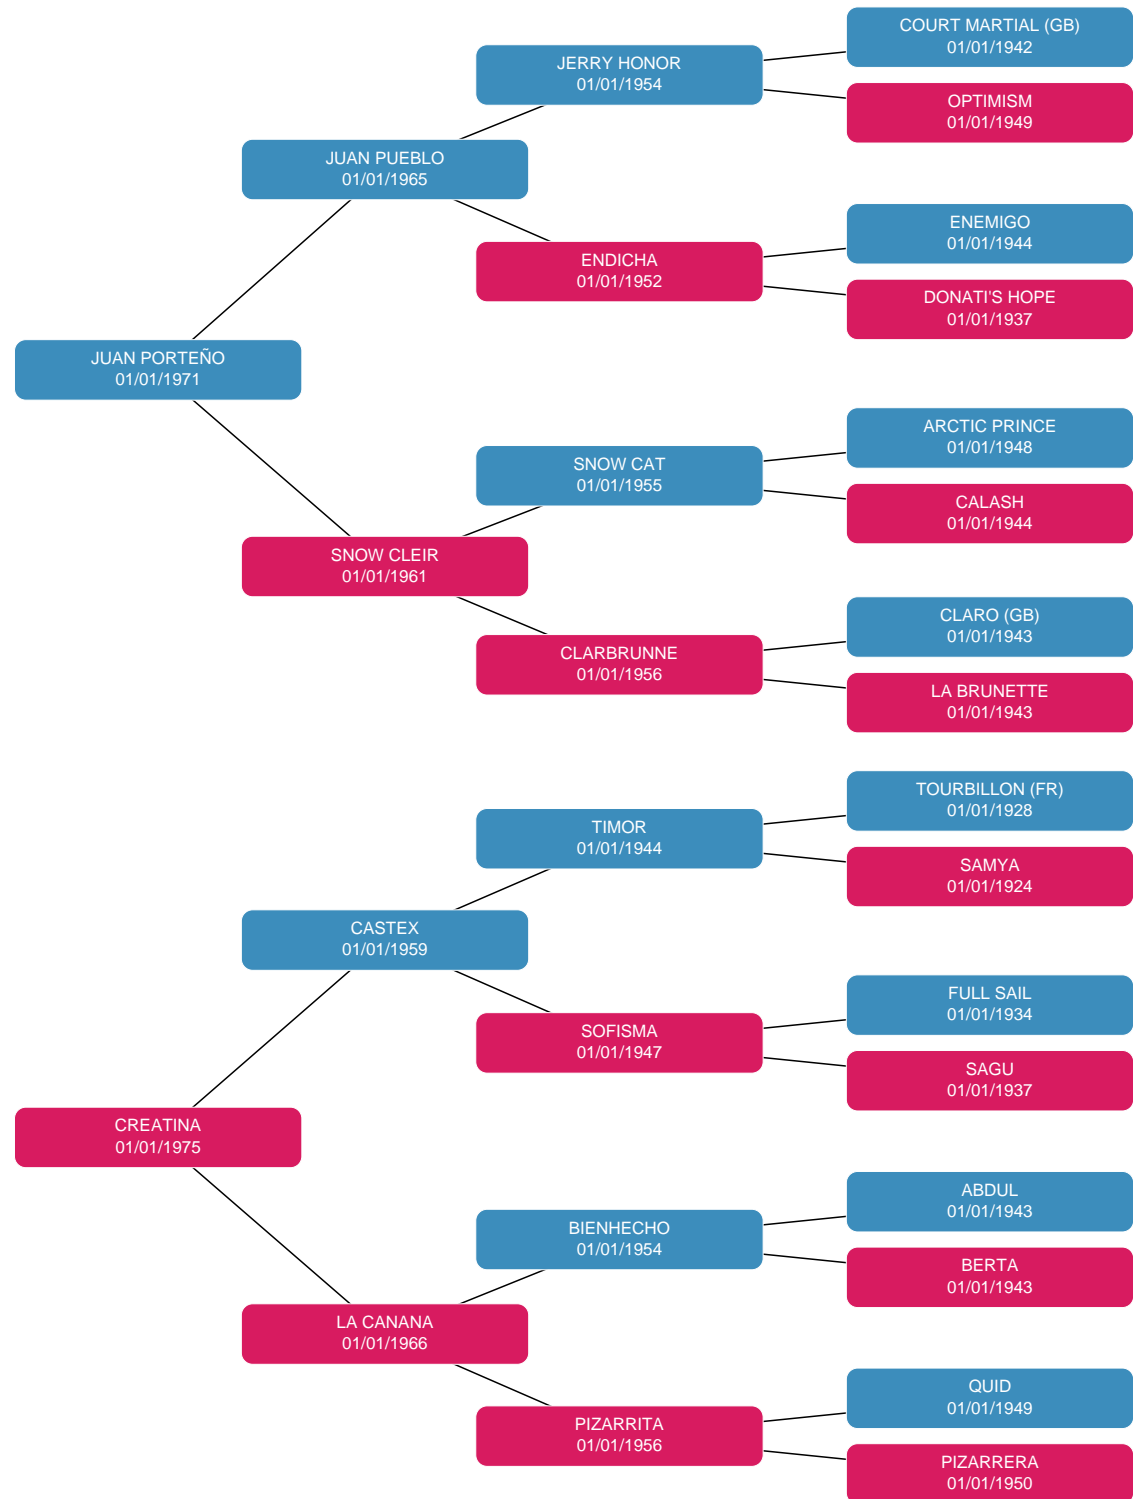 COURT MARTIAL (GB)
01/01/1942
JERRY HONOR
01/01/1954
OPTIMISM
01/01/1949
JUAN PUEBLO
01/01/1965
ENEMIGO
01/01/1944
ENDICHA
01/01/1952
DONATI'S HOPE
01/01/1937
JUAN PORTEÑO
01/01/1971
ARCTIC PRINCE
01/01/1948
SNOW CAT
01/01/1955
CALASH
01/01/1944
SNOW CLEIR
01/01/1961
CLARO (GB)
01/01/1943
CLARBRUNNE
01/01/1956
LA BRUNETTE
01/01/1943
TOURBILLON (FR)
01/01/1928
TIMOR
01/01/1944
SAMYA
01/01/1924
CASTEX
01/01/1959
FULL SAIL
01/01/1934
SOFISMA
01/01/1947
SAGU
01/01/1937
CREATINA
01/01/1975
ABDUL
01/01/1943
BIENHECHO
01/01/1954
BERTA
01/01/1943
LA CANANA
01/01/1966
QUID
01/01/1949
PIZARRITA
01/01/1956
PIZARRERA
01/01/1950